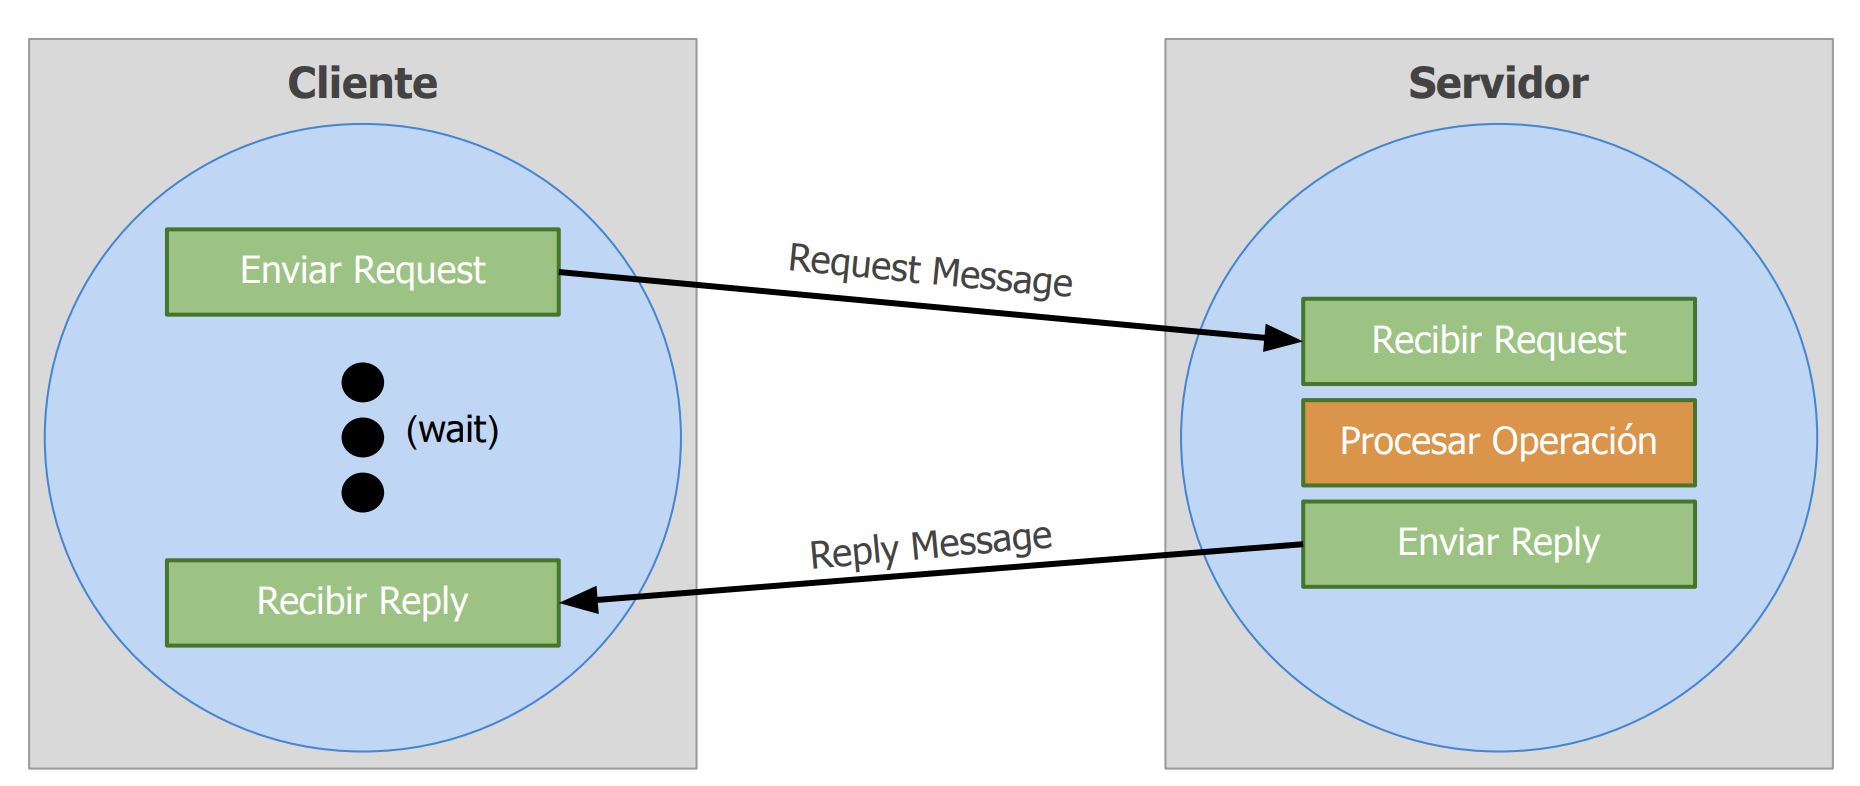 Cliente
Servidor
Enviar Request
Request Message
Recibir Request
(wait)
Procesar Operación
Reply Message
Enviar Reply
Recibir Reply